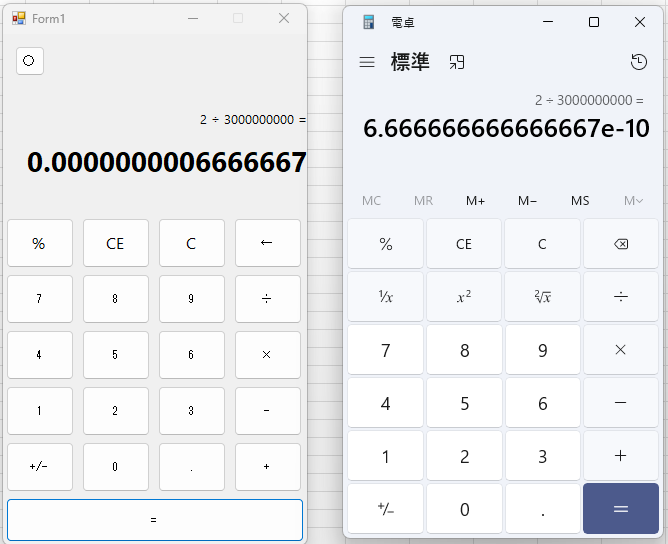 Form1
2 ÷ 3000000000 =
0.0000000006666667
% CE C ←
7 8 9 ÷
4 5 6 ×
1 2 3 -
+/- 0 . +
=
電卓
標準
2 ÷ 3000000000 =
6.666666666666667e-10
MC MR M+ M− MS M˅
% CE C
¹⁄x x² ²√x ÷
7 8 9 ×
4 5 6 −
1 2 3 +
+/− 0 . =